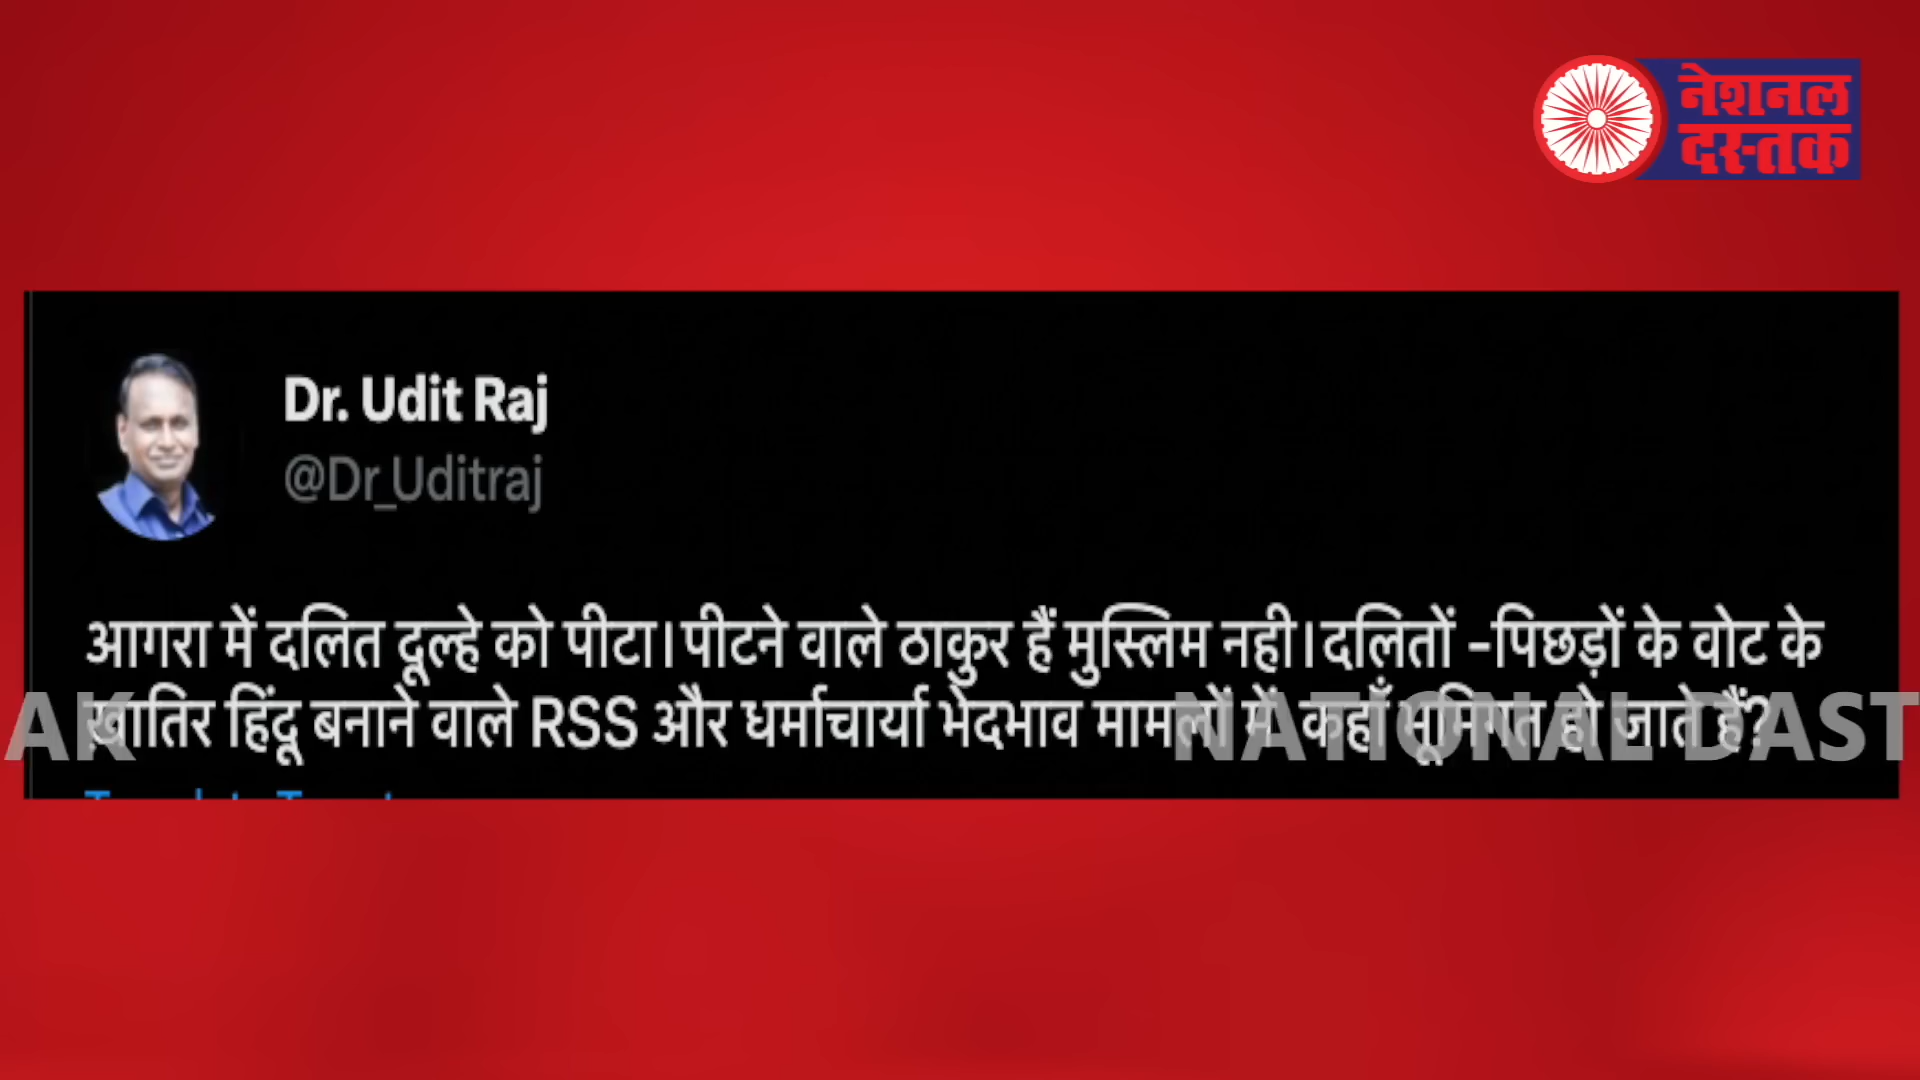 नेशनल
दस्तक
Dr. Udit Raj
@Dr_Uditraj
आगरा में दलित दूल्हे को पीटा।पीटने वाले ठाकुर हैं मुस्लिम नही।दलितों -पिछड़ों के वोट के
ख़ातिर हिंदू बनाने वाले RSS और धर्माचार्या भेदभाव मामलों में कहाँ भूमिगत हो जाते हैं?
AK NATIONAL DAST